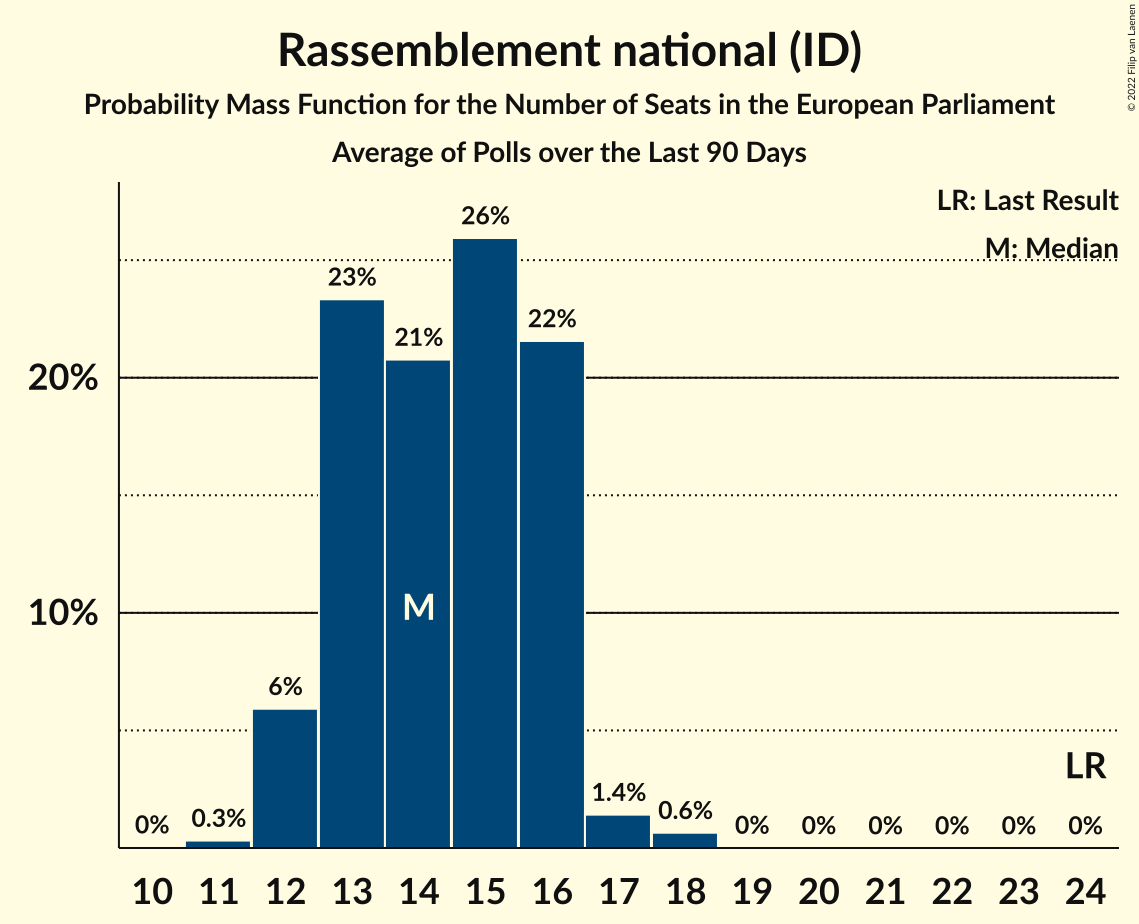 Rassemblement national (ID)
Probability Mass Function for the Number of Seats in the European Parliament
Average of Polls over the Last 90 Days
© 2022 Filip van Laenen
LR: Last Result
M: Median
26%
23%
22%
21%
20%
10%
M
6%
LR
1.4%
0.6%
0%
0.3%
0%
0%
0%
0%
0%
0%
10 11 12 13 14 15 16 17 18 19 20 21 22 23 24